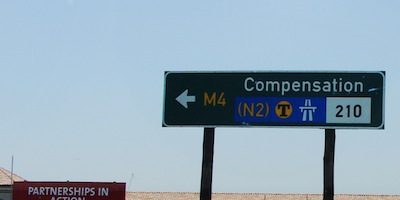 Compensation
M4 (N2) T 210
PARTNERSHIPS IN
ACTION